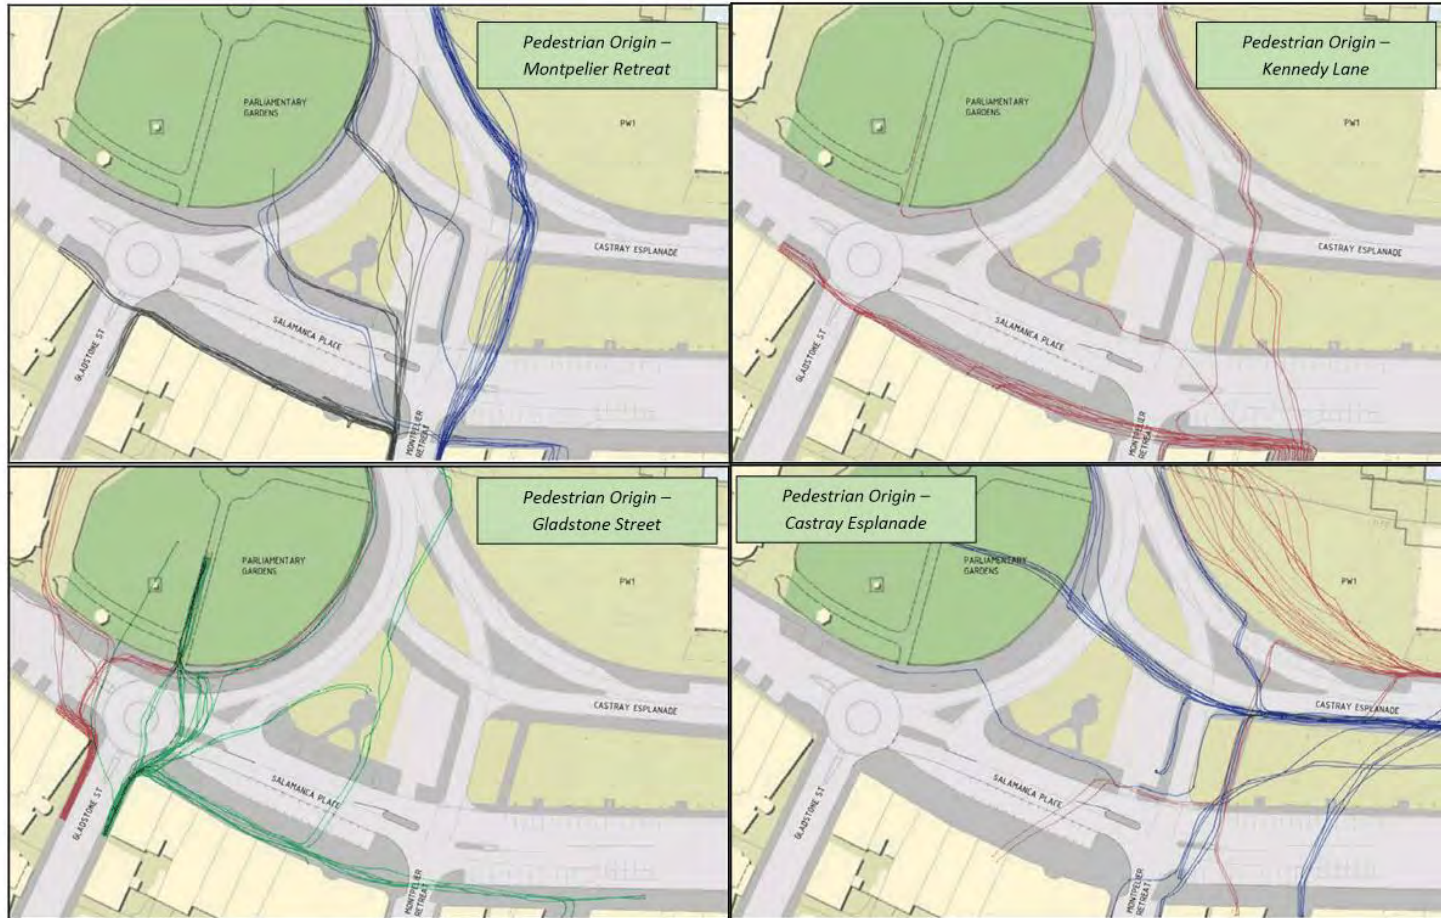 Pedestrian Origin –
Montpelier Retreat
PARLIAMENTARY
GARDENS
PW1
CASTRAY ESPLANADE
SALAMANCA PLACE
GLADSTONE ST
MONTPELIER
RETREAT
Pedestrian Origin –
Kennedy Lane
PARLIAMENTARY
GARDENS
PW1
CASTRAY ESPLANADE
SALAMANCA PLACE
GLADSTONE ST
MONTPELIER
RETREAT
Pedestrian Origin –
Gladstone Street
PARLIAMENTARY
GARDENS
PW1
CASTRAY ESPLANADE
SALAMANCA PLACE
GLADSTONE ST
MONTPELIER
RETREAT
Pedestrian Origin –
Castray Esplanade
PARLIAMENTARY
GARDENS
PW1
CASTRAY ESPLANADE
SALAMANCA PLACE
GLADSTONE ST
MONTPELIER
RETREAT